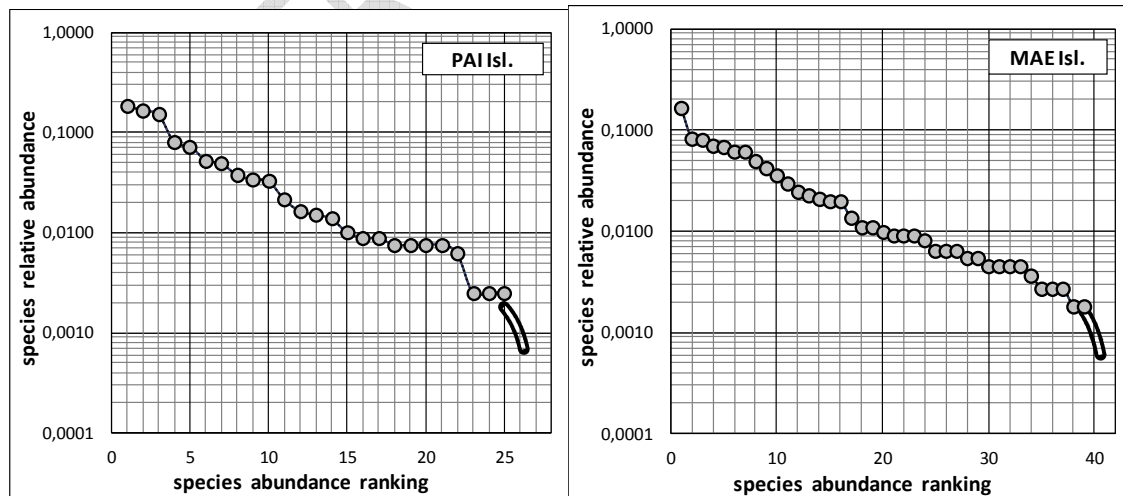 PAI Isl.
1,0000
0,1000
0,0100
0,0010
0,0001
0 5 10 15 20 25
species relative abundance
species abundance ranking
MAE Isl.
1,0000
0,1000
0,0100
0,0010
0,0001
0 10 20 30 40
species relative abundance
species abundance ranking